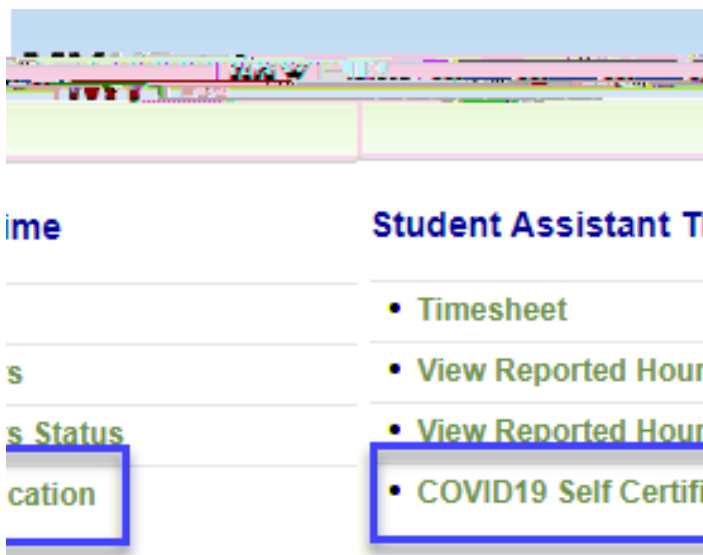 ime
s
s Status
cation
Student Assistant Ti
• Timesheet
• View Reported Hour
• View Reported Hour
• COVID19 Self Certifi